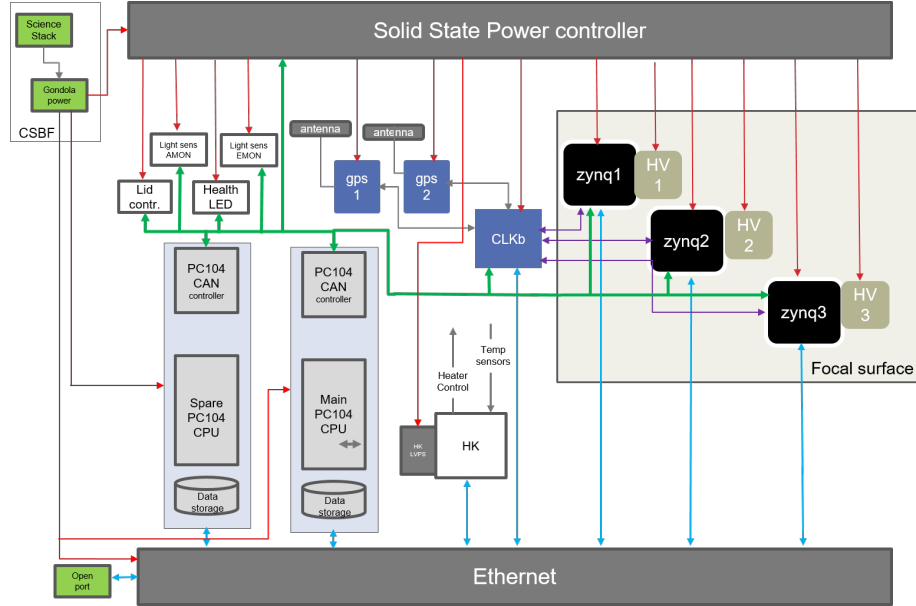 Solid State Power controller
Science
Stack
Gondola
power
CSBF
Light sens
AMON
Light sens
EMON
antenna
antenna
Lid
contr.
Health
LED
gps
1
gps
2
CLKb
zynq1
HV
1
zynq2
HV
2
zynq3
HV
3
Focal surface
PC104
CAN
controller
PC104
CAN
controller
Heater
Control
Temp
sensors
Spare
PC104
CPU
Main
PC104
CPU
HK
LVPS
HK
Data
storage
Data
storage
Open
port
Ethernet